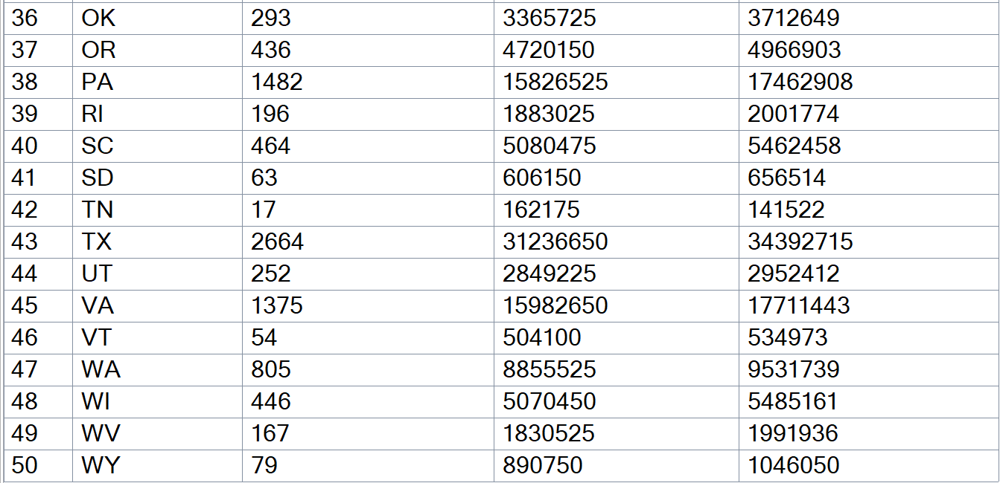 36 OK 293 3365725 3712649
37 OR 436 4720150 4966903
38 PA 1482 15826525 17462908
39 RI 196 1883025 2001774
40 SC 464 5080475 5462458
41 SD 63 606150 656514
42 TN 17 162175 141522
43 TX 2664 31236650 34392715
44 UT 252 2849225 2952412
45 VA 1375 15982650 17711443
46 VT 54 504100 534973
47 WA 805 8855525 9531739
48 WI 446 5070450 5485161
49 WV 167 1830525 1991936
50 WY 79 890750 1046050